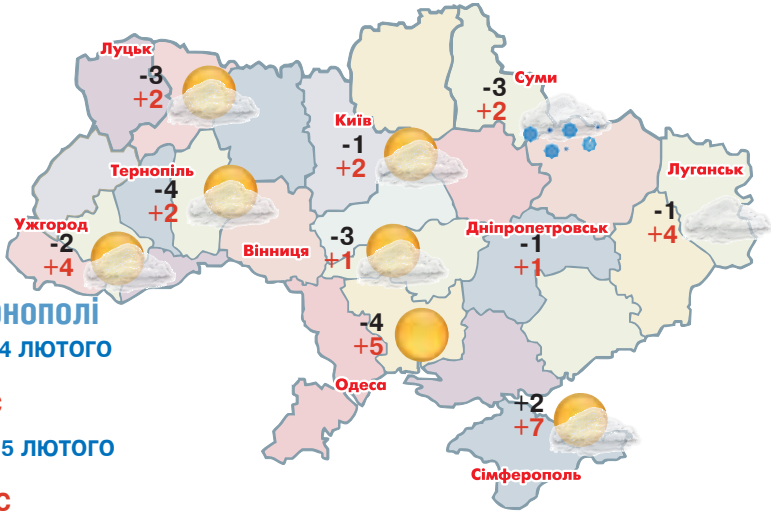 Луцьк
-3
+2
Суми
-3
+2
Київ
-1
+2
Тернопіль
-4
+2
Луганськ
-1
+4
Ужгород
-2
+4
Вінниця
-3
+1
Дніпропетровськ
-1
+1
-4
+5
Одеса
+2
+7
Сімферополь
рнополі
4 ЛЮТОГО
С
5 ЛЮТОГО
С